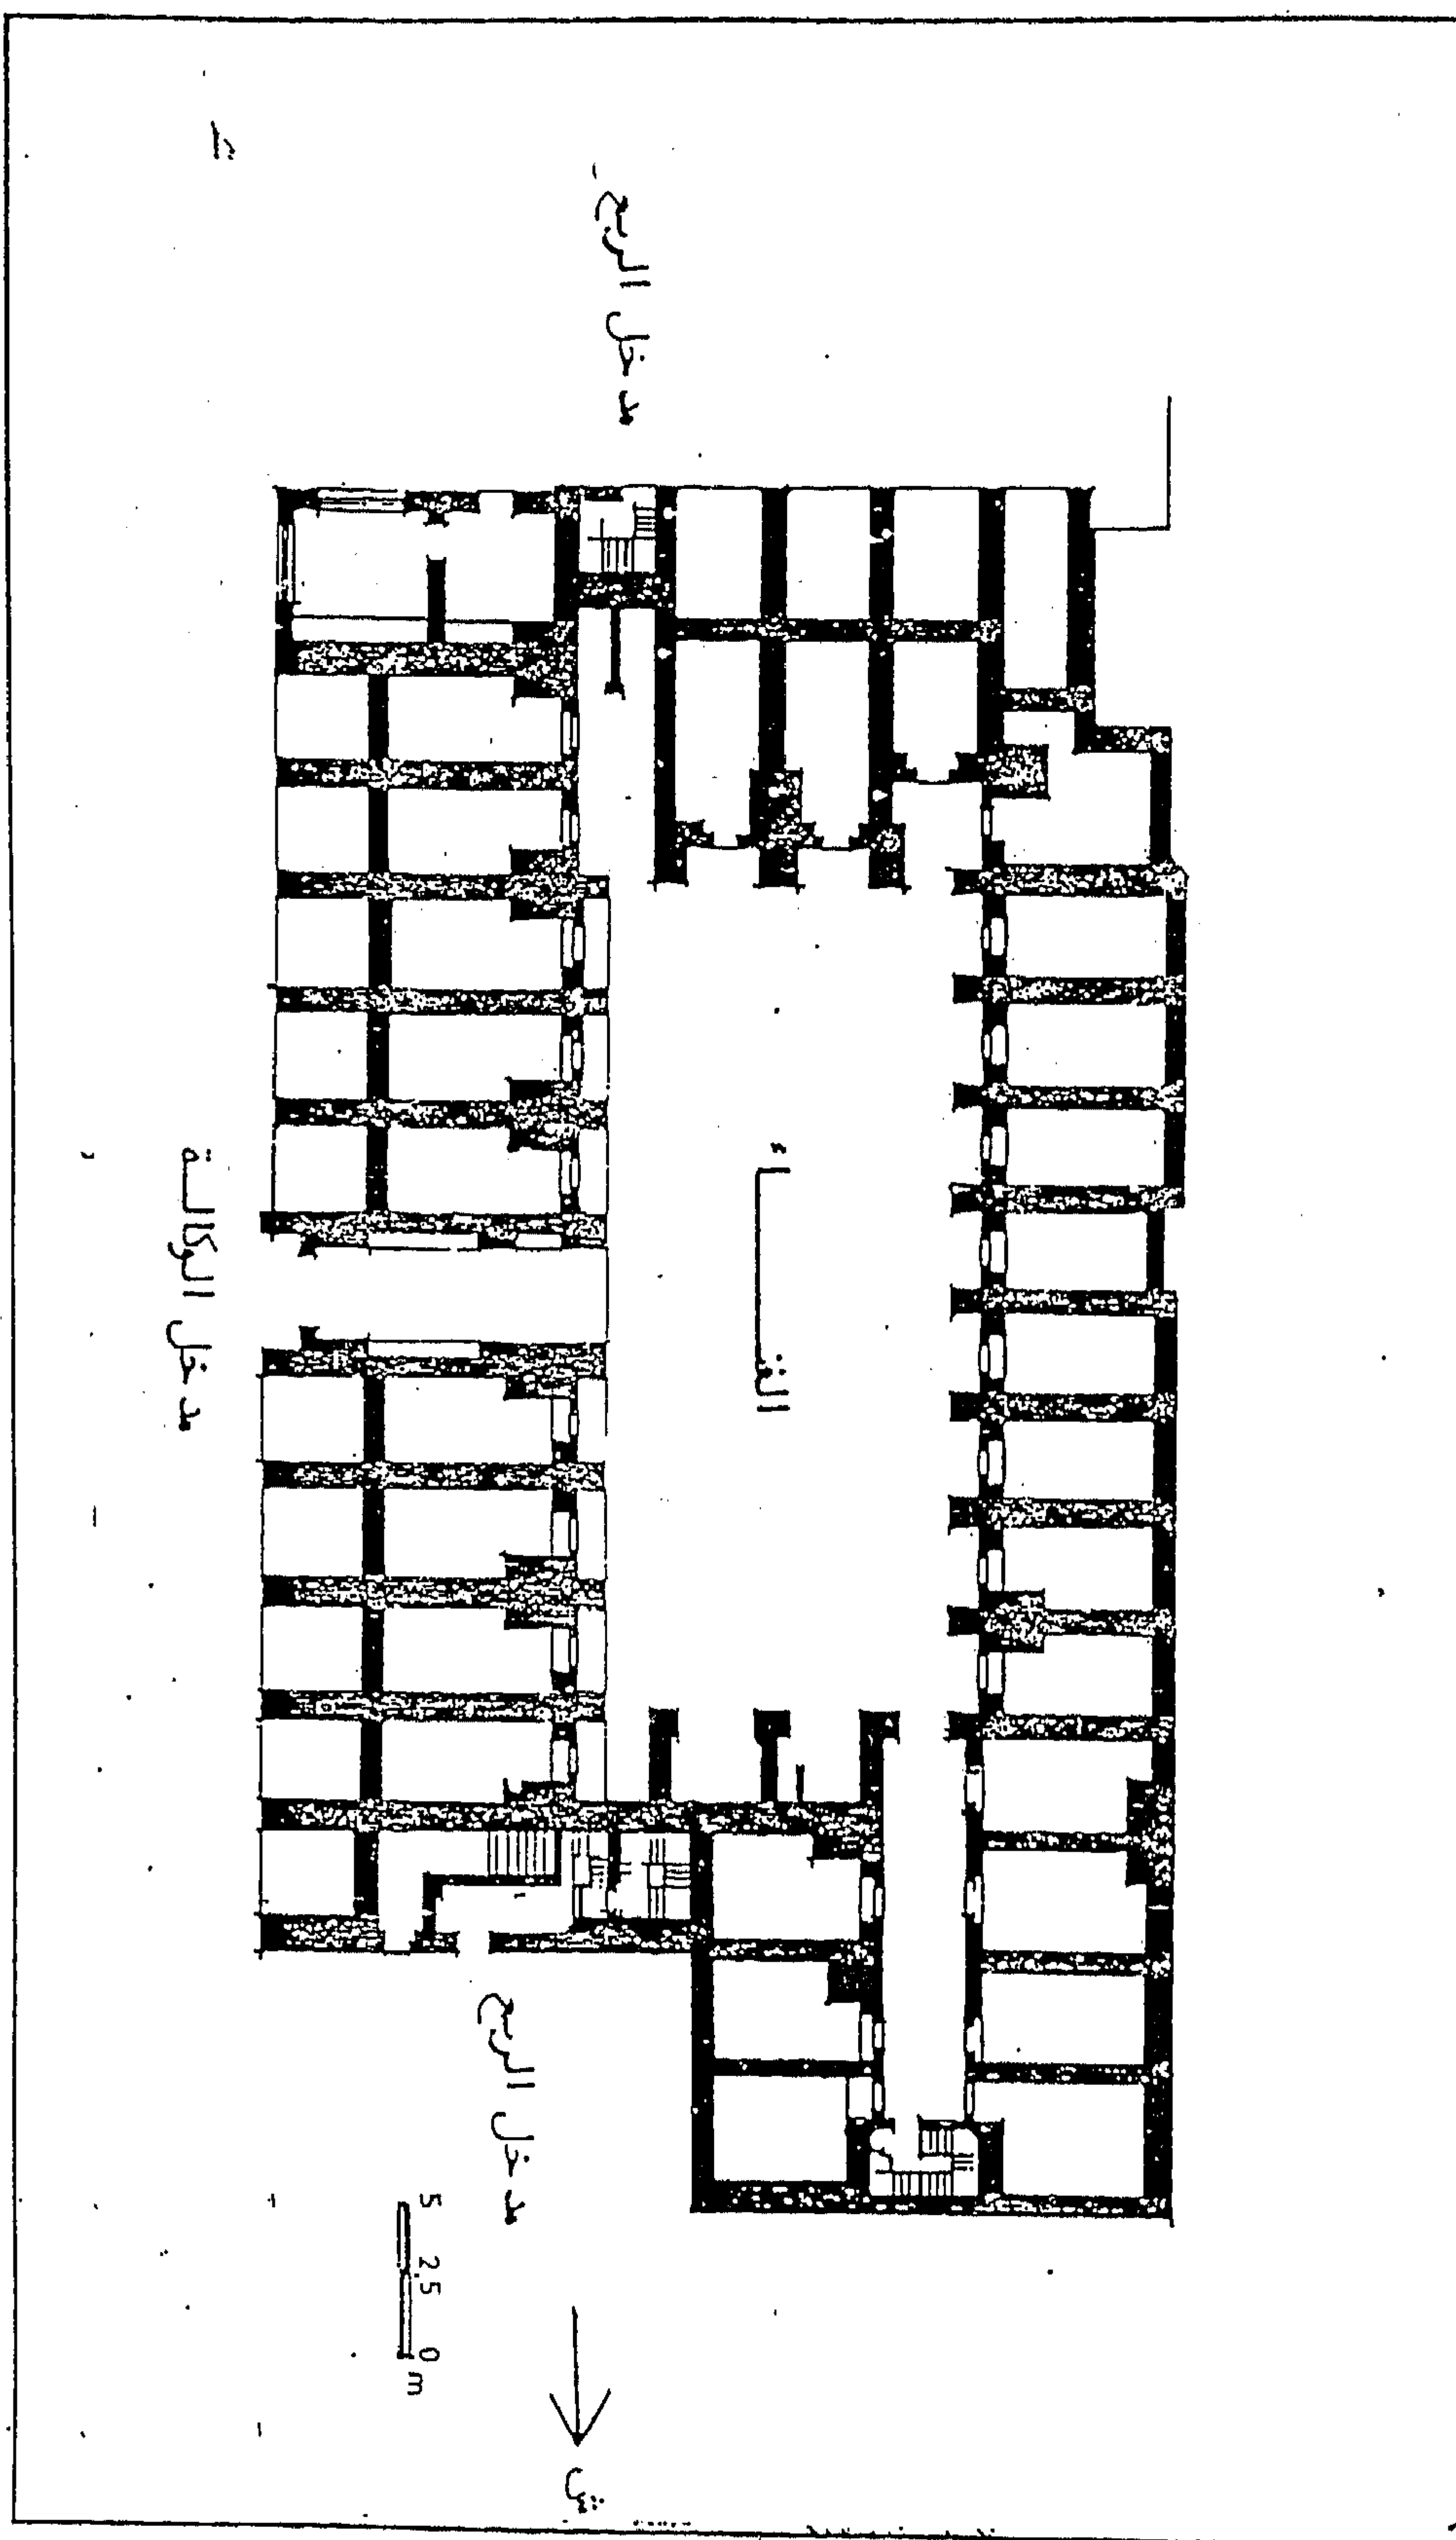 مدخل الربع
مدخل الوكالة
الفناء
مدخل الربع
5 2.5 0 m
ش